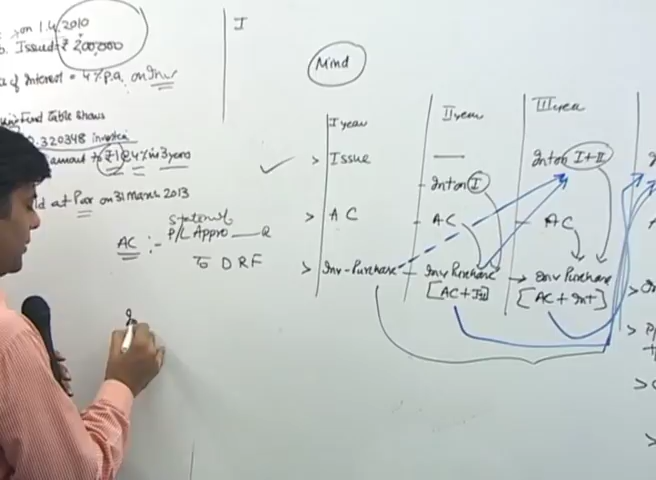 on 1.4.2010
b. Issued = ₹ 2,00,000
of Interest = 4% p.a. on Inv
Fund Table shows
0.320348 invested
amount to ₹1 @ 4% in 3 years
ld at Par on 31 March 2013
AC :-
Statement
P/L Appro ___ R
To DRF
I
Mind
I year
> Issue
> AC
> Inv-Purchase
II year
—
- Int on I
- AC
- Inv Purchase
[AC + Int]
III year
Int on I+II
- AC
→ Inv Purchase
[AC + Int]